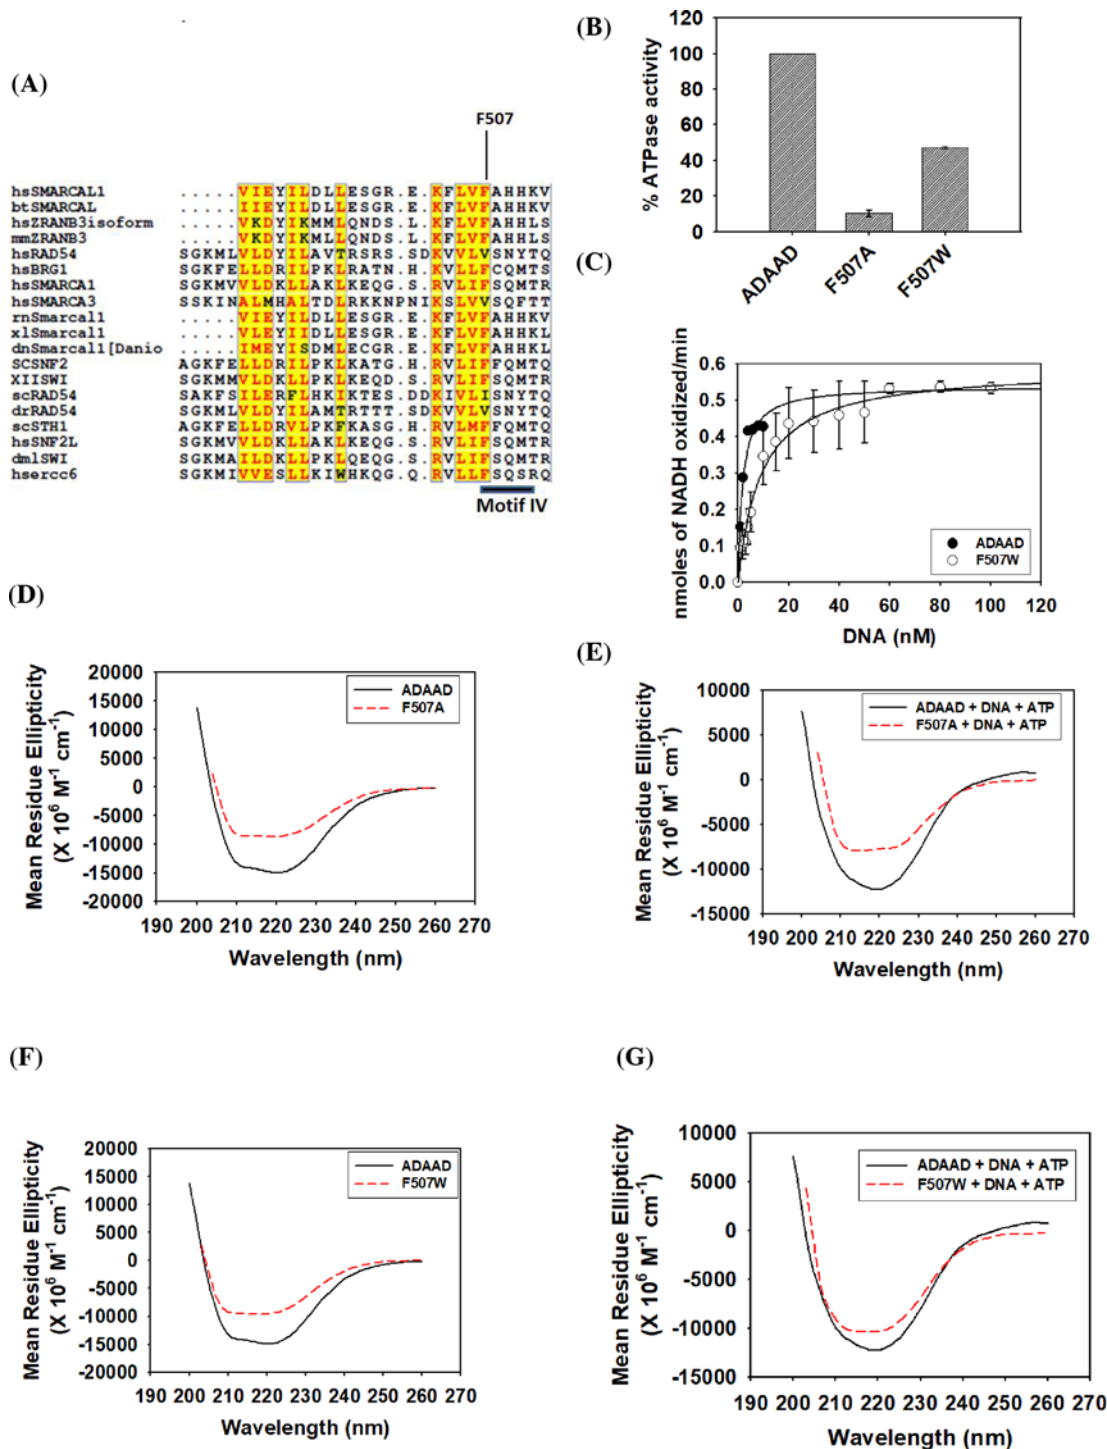 (A)
F507
hsSMARCAL1 .....VIEYILDLLESGR.E.KFLVFAHHKV
btSMARCAL .....IIEYILDLLESGR.E.KFLVFAHHKV
hsZRANB3isoform .....VKDYIKMMLQNDS.L.KFLVFAHHLS
mmZRANB3 .....VKDYIKMLLQNDS.L.KFLVFAHHLS
hsRAD54 SGKMLVLDYILAVTRSRS.SDKVVLVSNYTQ
hsBRG1 SGKFELLDRILPKLRATN.H.KVLLFCQMTS
hsSMARCA1 SGKMVVLDKLLAKLKEQGS.RVLLFSQMTR
hsSMARCA3 SSKINALMHALTDLRKKNPNIKSLVVSQFTT
rnSmarcal1 .....VIEYILDLLESGR.E.KFLVFAHHKI
xlSmarcal1 .....VLEYIIDLLESGR.E.KFLVFAHHKL
dnSmarcal1[Danio .....IMEYISDMLECGR.E.KFLVFAHHKL
SCSNF2 AGKFELLDRILPKLKATG.H.RVLIFFQMTQ
XIISWI SGKMMVLDKLLPKLKEQD.S.RVLIFSQMTR
scRAD54 SAKFSILERFLHKIKTESDDKIVLISNYTQ
drRAD54 SGKMLVLDYILAMTRTTTSDKVVLVSNYTQ
scSTH1 AGKFELLDRVLPKFKASG.H.RVLMFFQMTQ
hsSNF2L SGKMVVLDKLLAKLKEQGS.RVLIFSQMTR
dmlSWI SGKMAILDKLLPKLQEQG.S.RVLIFSQMTR
hsercc6 SGKMIVVESLLKIWHKQG.Q.RVLLFSQSRQ
Motif IV
(B)
% ATPase activity
120
100
80
60
40
20
0
ADAAD F507A F507W
(C)
nmoles of NADH oxidized/min
0.6
0.5
0.4
0.3
0.2
0.1
0.0
ADAAD
F507W
0 20 40 60 80 100 120
DNA (nM)
(D)
Mean Residue Ellipticity
(X 10⁶ M⁻¹ cm⁻¹)
20000
15000
10000
5000
0
-5000
-10000
-15000
-20000
ADAAD
F507A
190 200 210 220 230 240 250 260 270
Wavelength (nm)
(E)
Mean Residue Ellipticity
(X 10⁶ M⁻¹ cm⁻¹)
10000
5000
0
-5000
-10000
-15000
ADAAD + DNA + ATP
F507A + DNA + ATP
190 200 210 220 230 240 250 260 270
Wavelength (nm)
(F)
Mean Residue Ellipticity
(X 10⁶ M⁻¹ cm⁻¹)
20000
15000
10000
5000
0
-5000
-10000
-15000
20000
ADAAD
F507W
190 200 210 220 230 240 250 260 270
Wavelength (nm)
(G)
Mean Residue Ellipticity
(X 10⁶ M⁻¹ cm⁻¹)
10000
5000
0
-5000
-10000
-15000
ADAAD + DNA + ATP
F507W + DNA + ATP
190 200 210 220 230 240 250 260 270
Wavelength (nm)